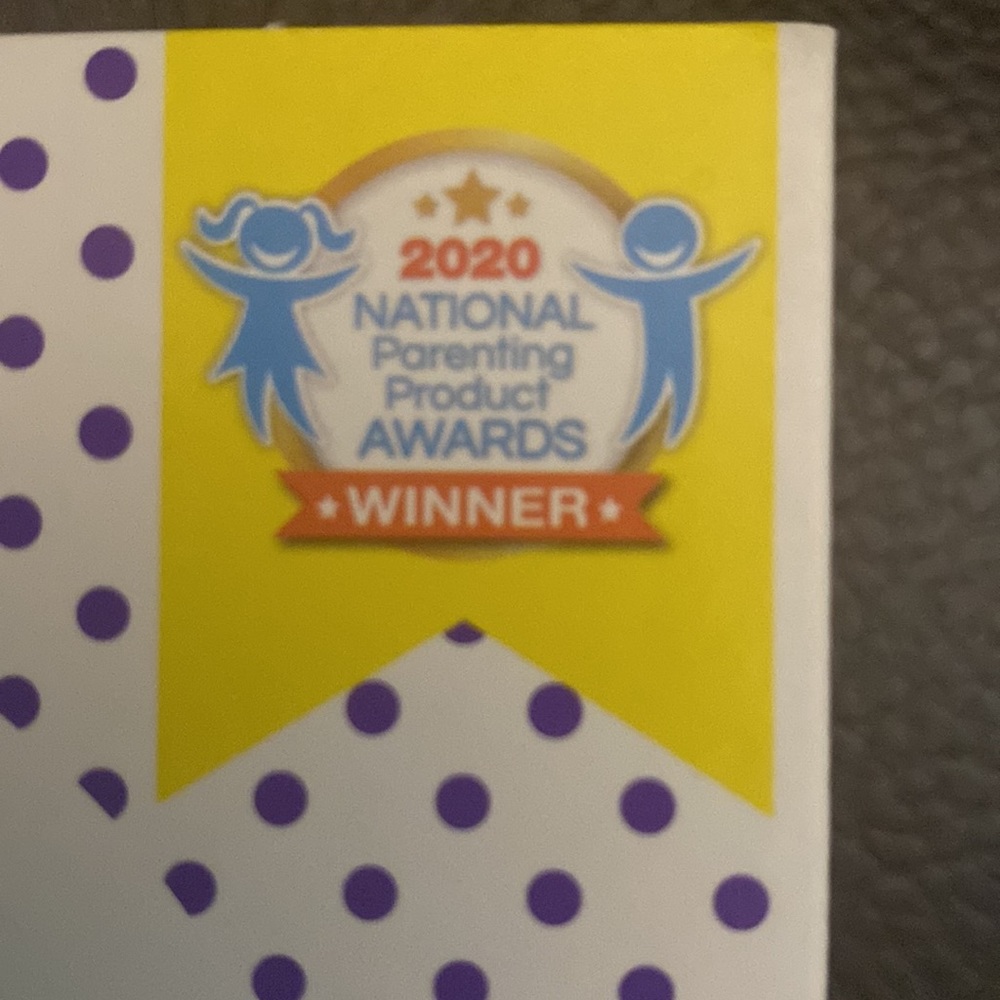 2020
NATIONAL
Parenting
Product
AWARDS
WINNER